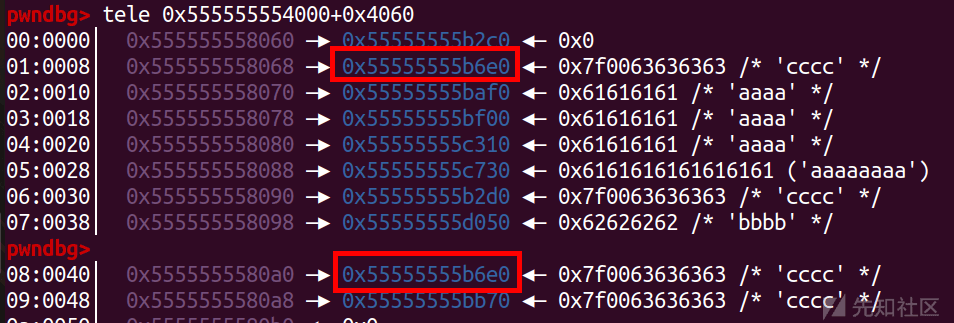 pwndbg> tele 0x555555554000+0x4060
00:0000│ 0x555555558060 —▸ 0x55555555b2c0 ◂— 0x0
01:0008│ 0x555555558068 —▸ 0x55555555b6e0 ◂— 0x7f0063636363 /* 'cccc' */
02:0010│ 0x555555558070 —▸ 0x55555555baf0 ◂— 0x61616161 /* 'aaaa' */
03:0018│ 0x555555558078 —▸ 0x55555555bf00 ◂— 0x61616161 /* 'aaaa' */
04:0020│ 0x555555558080 —▸ 0x55555555c310 ◂— 0x61616161 /* 'aaaa' */
05:0028│ 0x555555558088 —▸ 0x55555555c730 ◂— 0x6161616161616161 ('aaaaaaaa')
06:0030│ 0x555555558090 —▸ 0x55555555b2d0 ◂— 0x7f0063636363 /* 'cccc' */
07:0038│ 0x555555558098 —▸ 0x55555555d050 ◂— 0x62626262 /* 'bbbb' */
pwndbg>
08:0040│ 0x5555555580a0 —▸ 0x55555555b6e0 ◂— 0x7f0063636363 /* 'cccc' */
09:0048│ 0x5555555580a8 —▸ 0x55555555bb70 ◂— 0x7f0063636363 /* 'cccc' */
先知社区